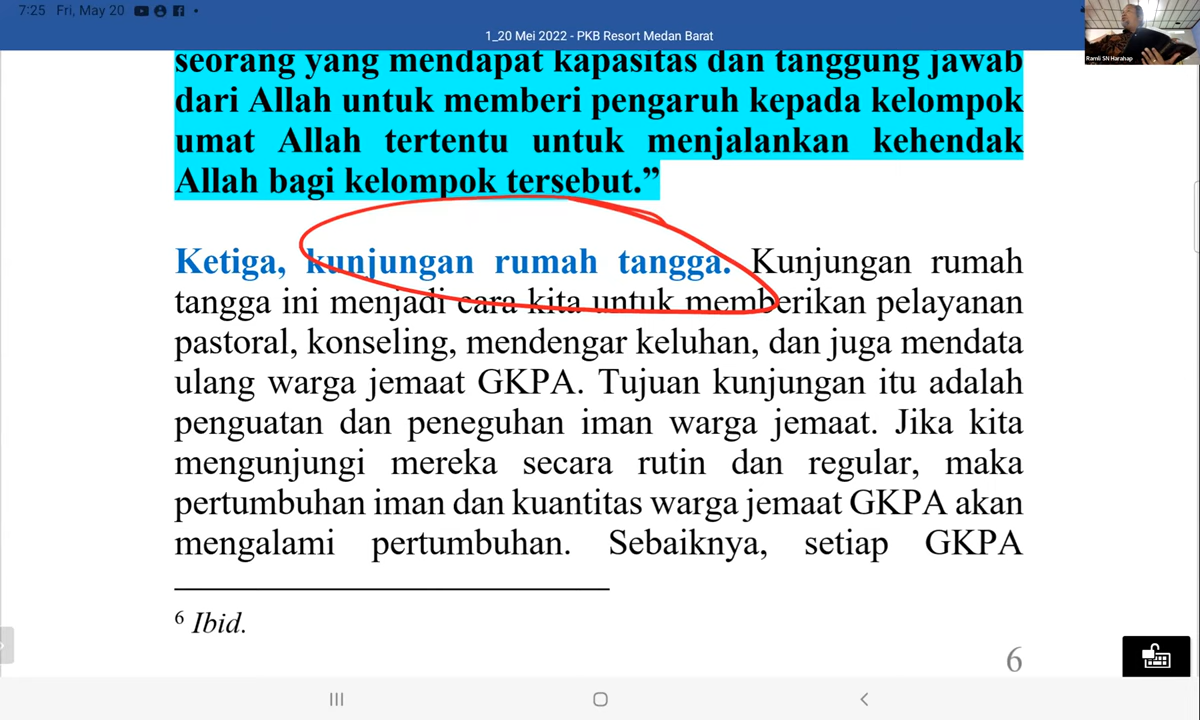 7:25 Fri, May 20
1_20 Mei 2022 - PKB Resort Medan Barat
Ramli SN Harahap
seorang yang mendapat kapasitas dan tanggung jawab
dari Allah untuk memberi pengaruh kepada kelompok
umat Allah tertentu untuk menjalankan kehendak
Allah bagi kelompok tersebut.”
Ketiga, kunjungan rumah tangga. Kunjungan rumah
tangga ini menjadi cara kita untuk memberikan pelayanan
pastoral, konseling, mendengar keluhan, dan juga mendata
ulang warga jemaat GKPA. Tujuan kunjungan itu adalah
penguatan dan peneguhan iman warga jemaat. Jika kita
mengunjungi mereka secara rutin dan regular, maka
pertumbuhan iman dan kuantitas warga jemaat GKPA akan
mengalami pertumbuhan. Sebaiknya, setiap GKPA
6 Ibid.
6